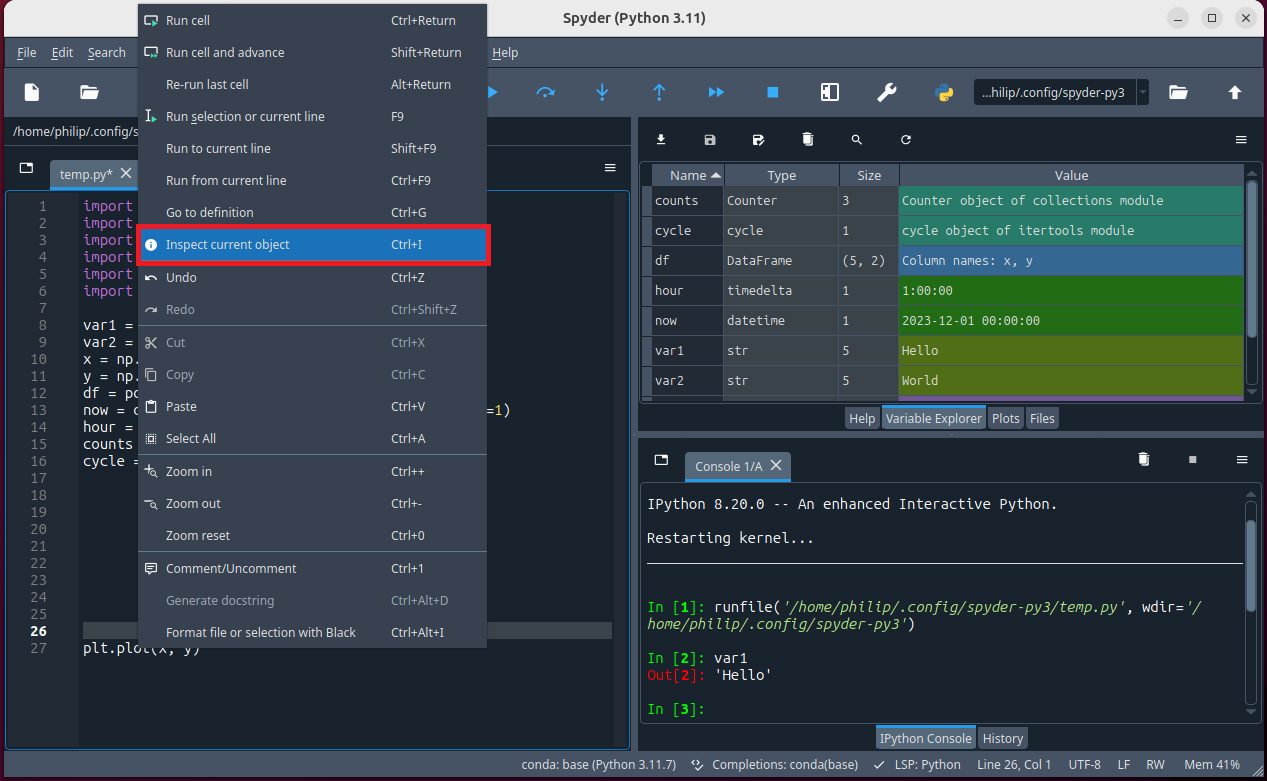 Spyder (Python 3.11)
File Edit Search Help
...hilip/.config/spyder-py3
/home/philip/.config/s
temp.py*
Run cell Ctrl+Return
Run cell and advance Shift+Return
Re-run last cell Alt+Return
Run selection or current line F9
Run to current line Shift+F9
Run from current line Ctrl+F9
Go to definition Ctrl+G
Inspect current object Ctrl+I
Undo Ctrl+Z
Redo Ctrl+Shift+Z
Cut Ctrl+X
Copy Ctrl+C
Paste Ctrl+V
Select All Ctrl+A
Zoom in Ctrl++
Zoom out Ctrl+-
Zoom reset Ctrl+0
Comment/Uncomment Ctrl+1
Generate docstring Ctrl+Alt+D
Format file or selection with Black Ctrl+Alt+I
1 import
2 import
3 import
4 import
5 import
6 import
7
8 var1 =
9 var2 =
10 x = np.
11 y = np.
12 df = p
13 now = =1)
14 hour =
15 counts
16 cycle =
17
18
19
20
21
22
23
24
25
26
27 plt.plot(x, y)
Name Type Size Value
counts Counter 3 Counter object of collections module
cycle cycle 1 cycle object of itertools module
df DataFrame (5, 2) Column names: x, y
hour timedelta 1 1:00:00
now datetime 1 2023-12-01 00:00:00
var1 str 5 Hello
var2 str 5 World
Help Variable Explorer Plots Files
Console 1/A
IPython 8.20.0 -- An enhanced Interactive Python.
Restarting kernel...
In [1]: runfile('/home/philip/.config/spyder-py3/temp.py', wdir='/
home/philip/.config/spyder-py3')
In [2]: var1
Out[2]: 'Hello'
In [3]:
IPython Console History
conda: base (Python 3.11.7) Completions: conda(base) LSP: Python Line 26, Col 1 UTF-8 LF RW Mem 41%